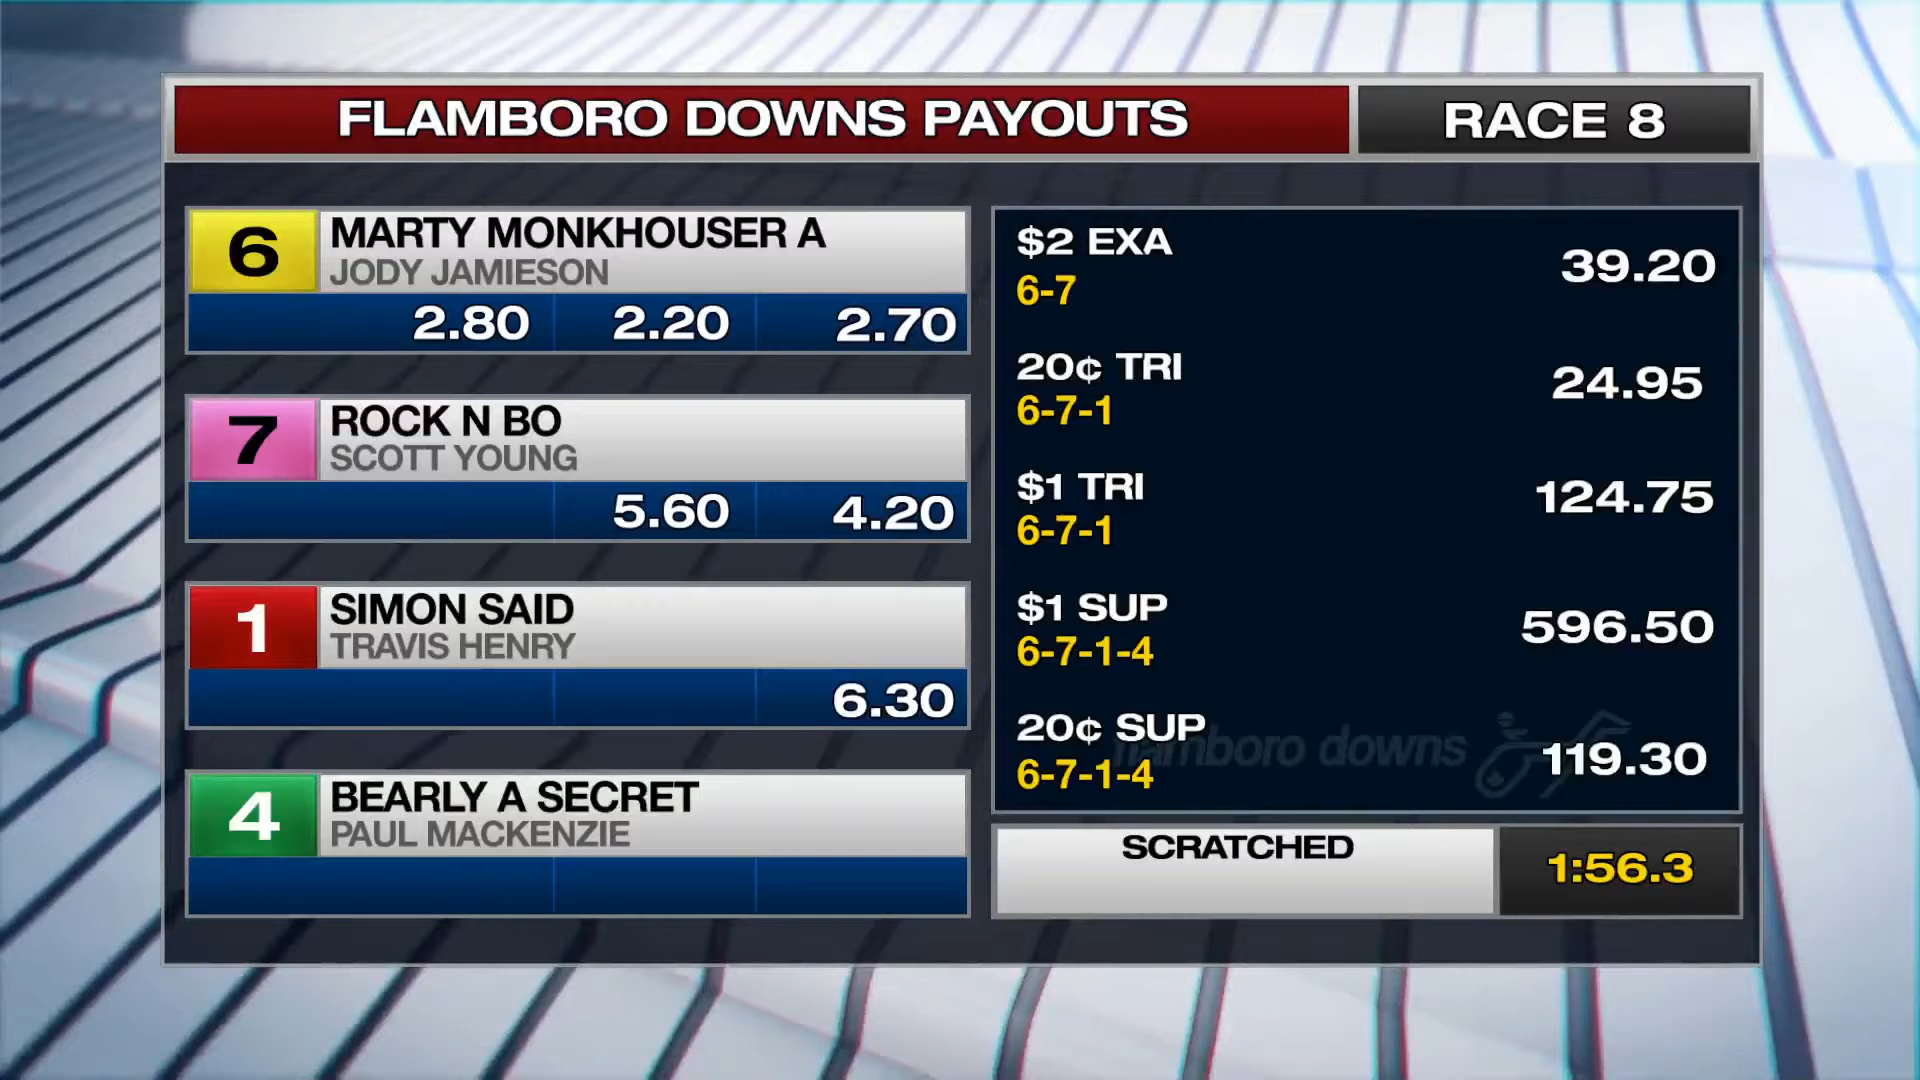 FLAMBORO DOWNS PAYOUTS
RACE 8
6
MARTY MONKHOUSER A
JODY JAMIESON
2.80 2.20 2.70
7
ROCK N BO
SCOTT YOUNG
5.60 4.20
1
SIMON SAID
TRAVIS HENRY
6.30
4
BEARLY A SECRET
PAUL MACKENZIE
$2 EXA
6-7
39.20
20¢ TRI
6-7-1
24.95
$1 TRI
6-7-1
124.75
$1 SUP
6-7-1-4
596.50
20¢ SUP
6-7-1-4
119.30
flamboro downs
SCRATCHED
1:56.3